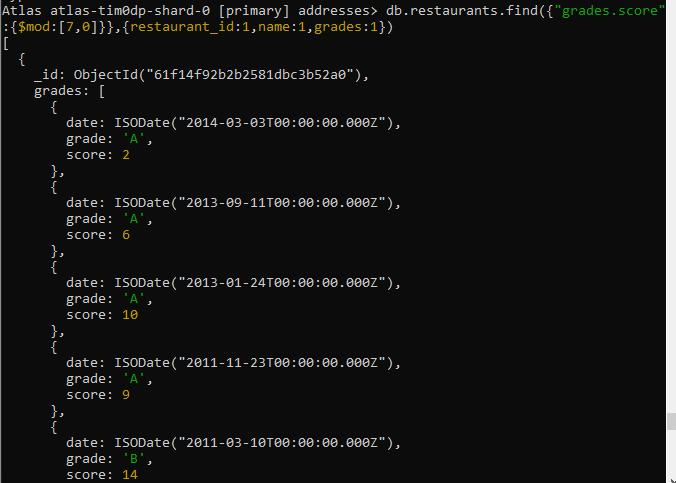 Atlas atlas-tim0dp-shard-0 [primary] addresses> db.restaurants.find({"grades.score"
:{$mod:[7,0]}},{restaurant_id:1,name:1,grades:1})
[
  {
    _id: ObjectId("61f14f92b2b2581dbc3b52a0"),
    grades: [
      {
        date: ISODate("2014-03-03T00:00:00.000Z"),
        grade: 'A',
        score: 2
      },
      {
        date: ISODate("2013-09-11T00:00:00.000Z"),
        grade: 'A',
        score: 6
      },
      {
        date: ISODate("2013-01-24T00:00:00.000Z"),
        grade: 'A',
        score: 10
      },
      {
        date: ISODate("2011-11-23T00:00:00.000Z"),
        grade: 'A',
        score: 9
      },
      {
        date: ISODate("2011-03-10T00:00:00.000Z"),
        grade: 'B',
        score: 14